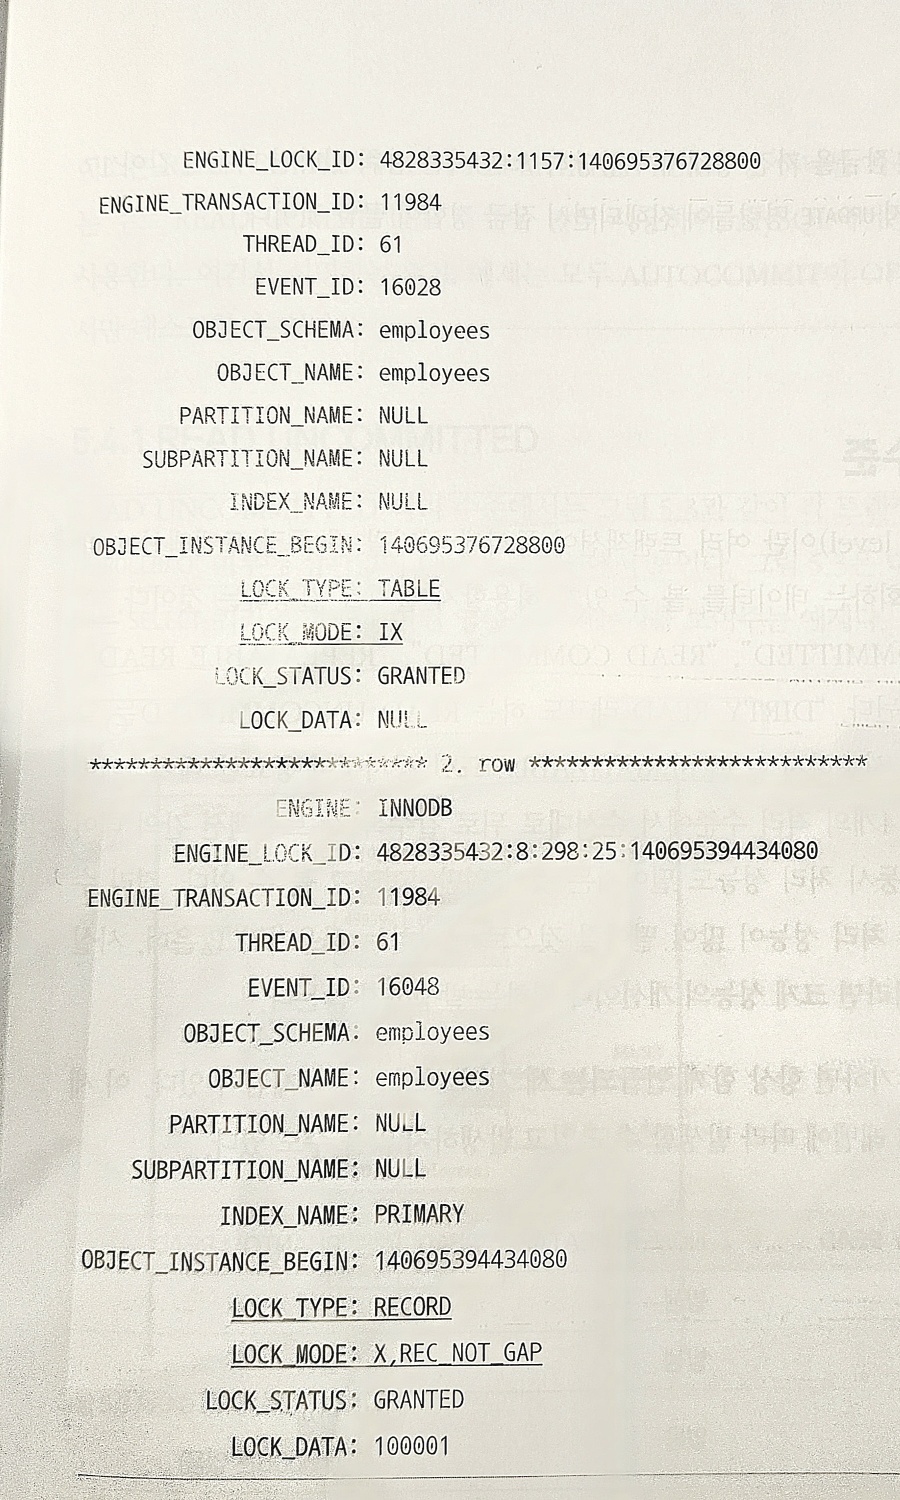 ENGINE_LOCK_ID: 4828335432:1157:140695376728800
ENGINE_TRANSACTION_ID: 11984
THREAD_ID: 61
EVENT_ID: 16028
OBJECT_SCHEMA: employees
OBJECT_NAME: employees
PARTITION_NAME: NULL
SUBPARTITION_NAME: NULL
INDEX_NAME: NULL
OBJECT_INSTANCE_BEGIN: 140695376728800
LOCK_TYPE: TABLE
LOCK_MODE: IX
LOCK_STATUS: GRANTED
LOCK_DATA: NULL
*************************** 2. row ***************************
ENGINE: INNODB
ENGINE_LOCK_ID: 4828335432:8:298:25:140695394434080
ENGINE_TRANSACTION_ID: 11984
THREAD_ID: 61
EVENT_ID: 16048
OBJECT_SCHEMA: employees
OBJECT_NAME: employees
PARTITION_NAME: NULL
SUBPARTITION_NAME: NULL
INDEX_NAME: PRIMARY
OBJECT_INSTANCE_BEGIN: 140695394434080
LOCK_TYPE: RECORD
LOCK_MODE: X,REC_NOT_GAP
LOCK_STATUS: GRANTED
LOCK_DATA: 100001